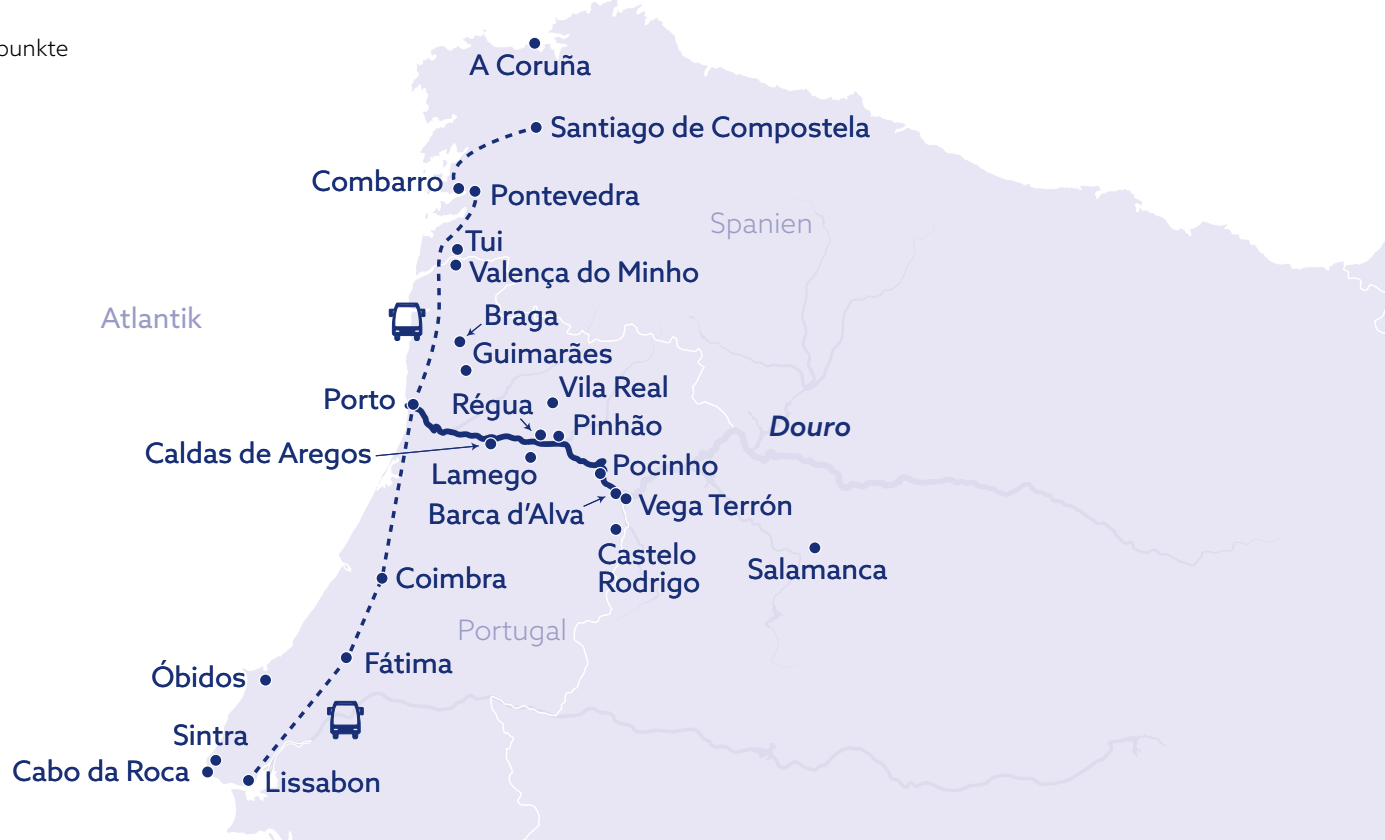 punkte
A Coruña
Santiago de Compostela
Combarro
Pontevedra
Spanien
Tui
Valença do Minho
Atlantik
Braga
Guimarães
Vila Real
Porto
Régua
Pinhão
Douro
Caldas de Aregos
Lamego
Pocinho
Barca d’Alva
Vega Terrón
Castelo
Rodrigo
Salamanca
Coimbra
Portugal
Fátima
Óbidos
Sintra
Cabo da Roca
Lissabon